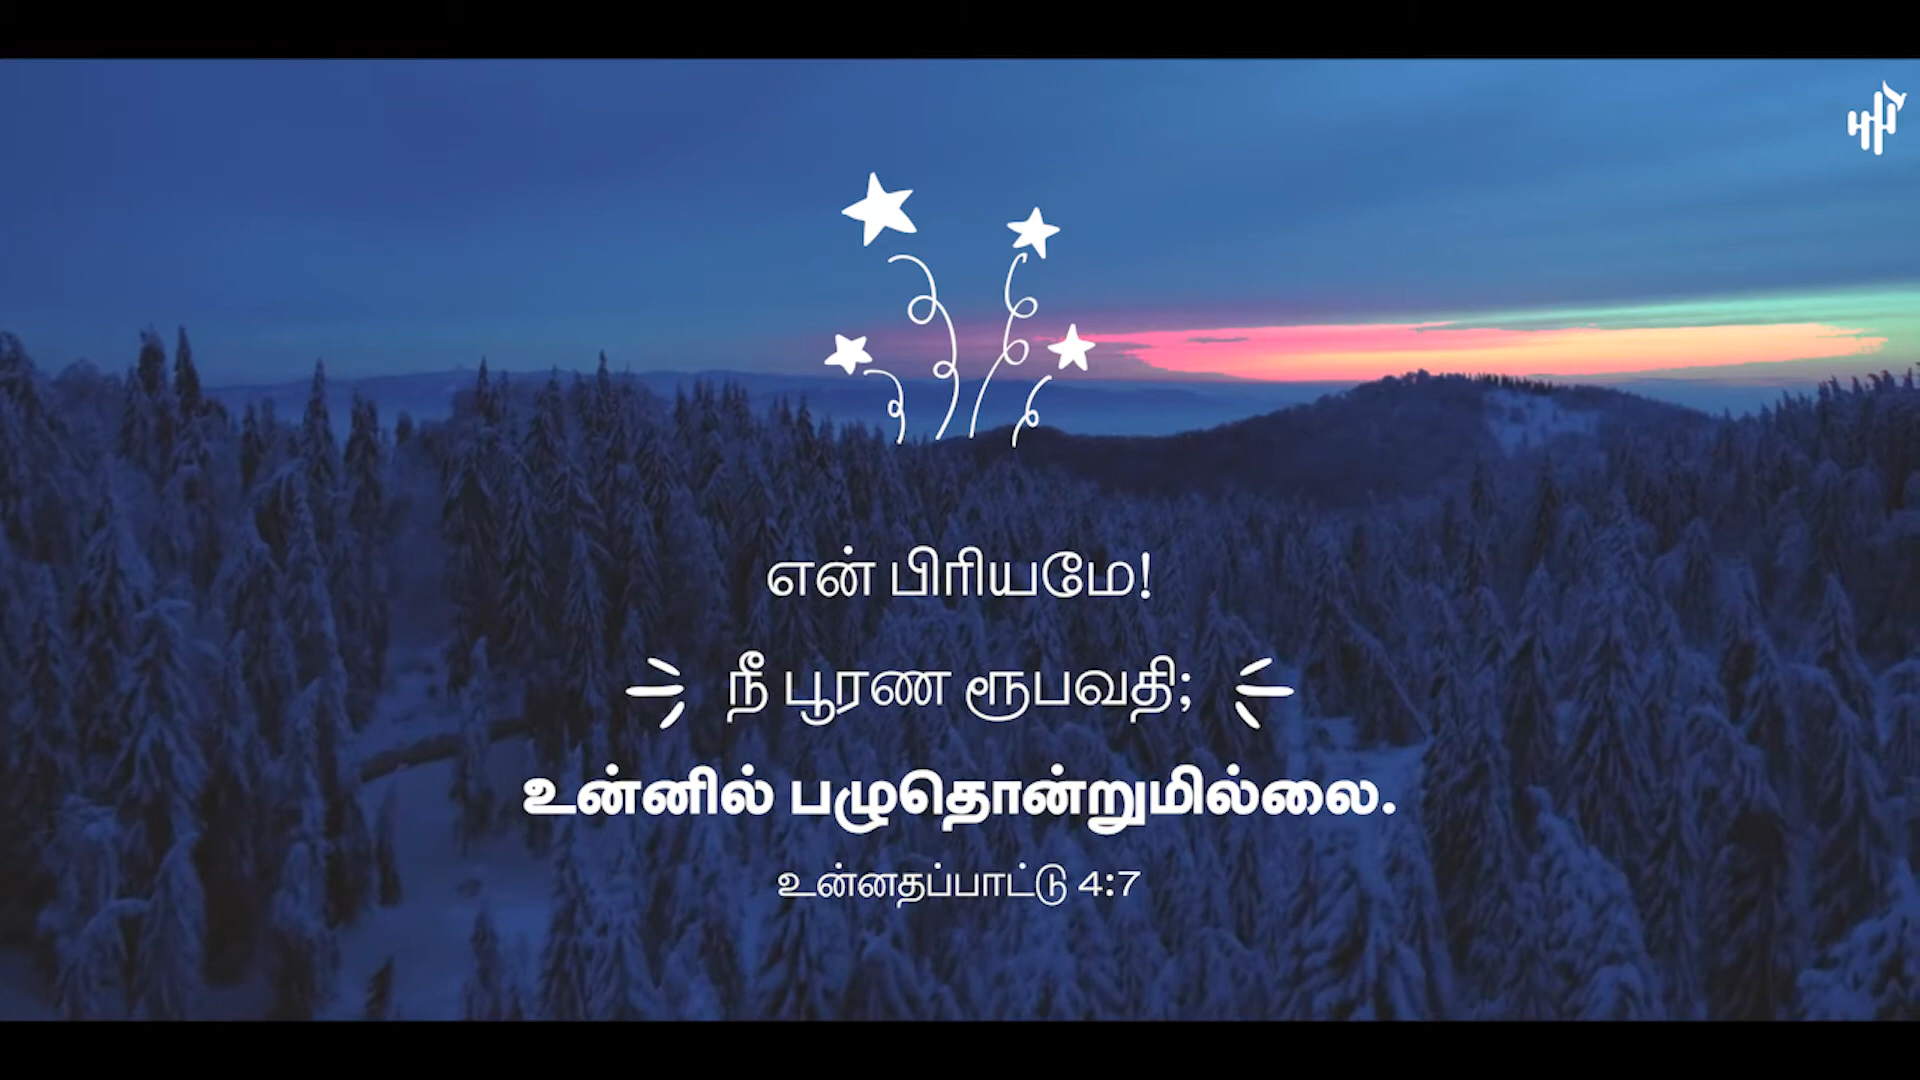 என் பிரியமே!
நீ பூரண ரூபவதி;
உன்னில் பழுதொன்றுமில்லை.
உன்னதப்பாட்டு 4:7